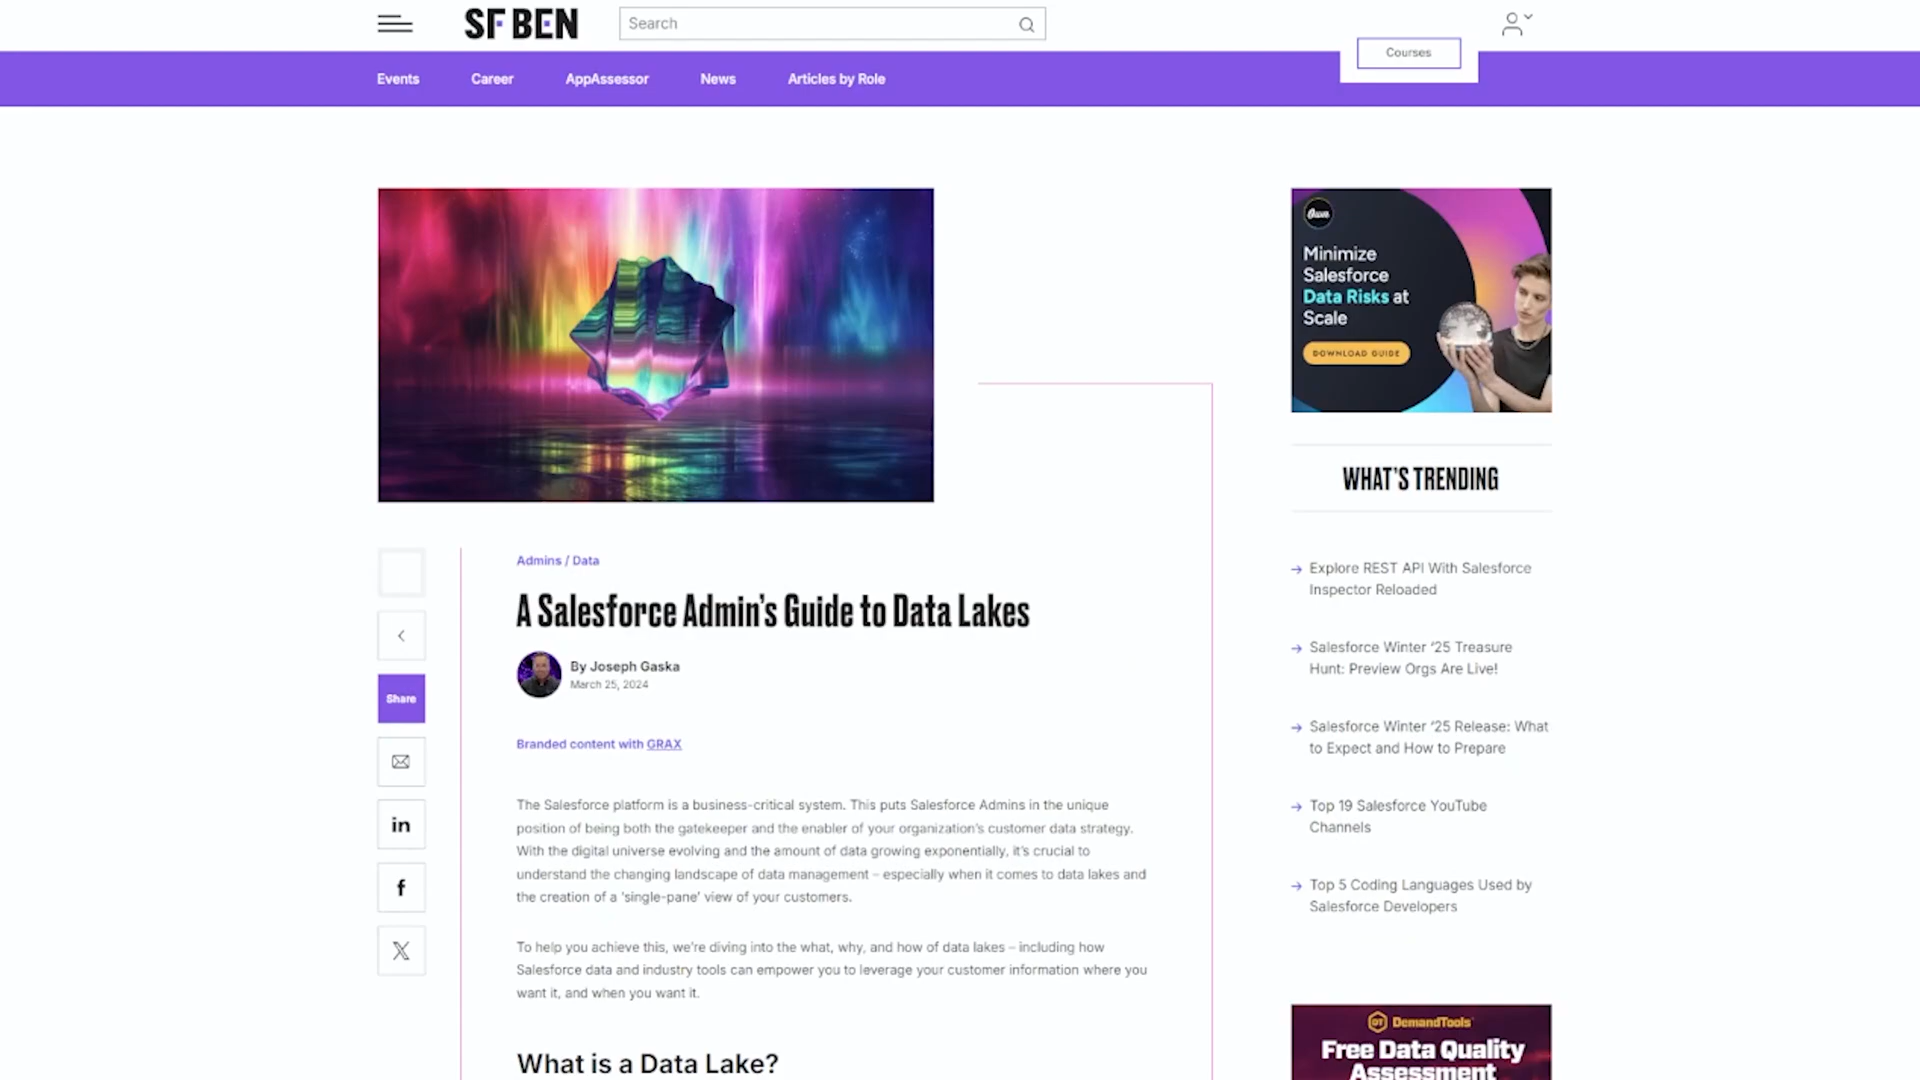 SF BEN
Search
Courses
Events
Career
AppAssessor
News
Articles by Role
Own
Minimize
Salesforce
Data Risks at
Scale
DOWNLOAD GUIDE
WHAT'S TRENDING
Explore REST API With Salesforce
Inspector Reloaded
Salesforce Winter ‘25 Treasure
Hunt: Preview Orgs Are Live!
Salesforce Winter ‘25 Release: What
to Expect and How to Prepare
Top 19 Salesforce YouTube
Channels
Top 5 Coding Languages Used by
Salesforce Developers
DT DemandTools
Free Data Quality
Assessment
Share
in
f
X
Admins / Data
A Salesforce Admin's Guide to Data Lakes
By Joseph Gaska
March 25, 2024
Branded content with GRAX
The Salesforce platform is a business-critical system. This puts Salesforce Admins in the unique
position of being both the gatekeeper and the enabler of your organization's customer data strategy.
With the digital universe evolving and the amount of data growing exponentially, it's crucial to
understand the changing landscape of data management – especially when it comes to data lakes and
the creation of a ‘single-pane’ view of your customers.
To help you achieve this, we're diving into the what, why, and how of data lakes – including how
Salesforce data and industry tools can empower you to leverage your customer information where you
want it, and when you want it.
What is a Data Lake?